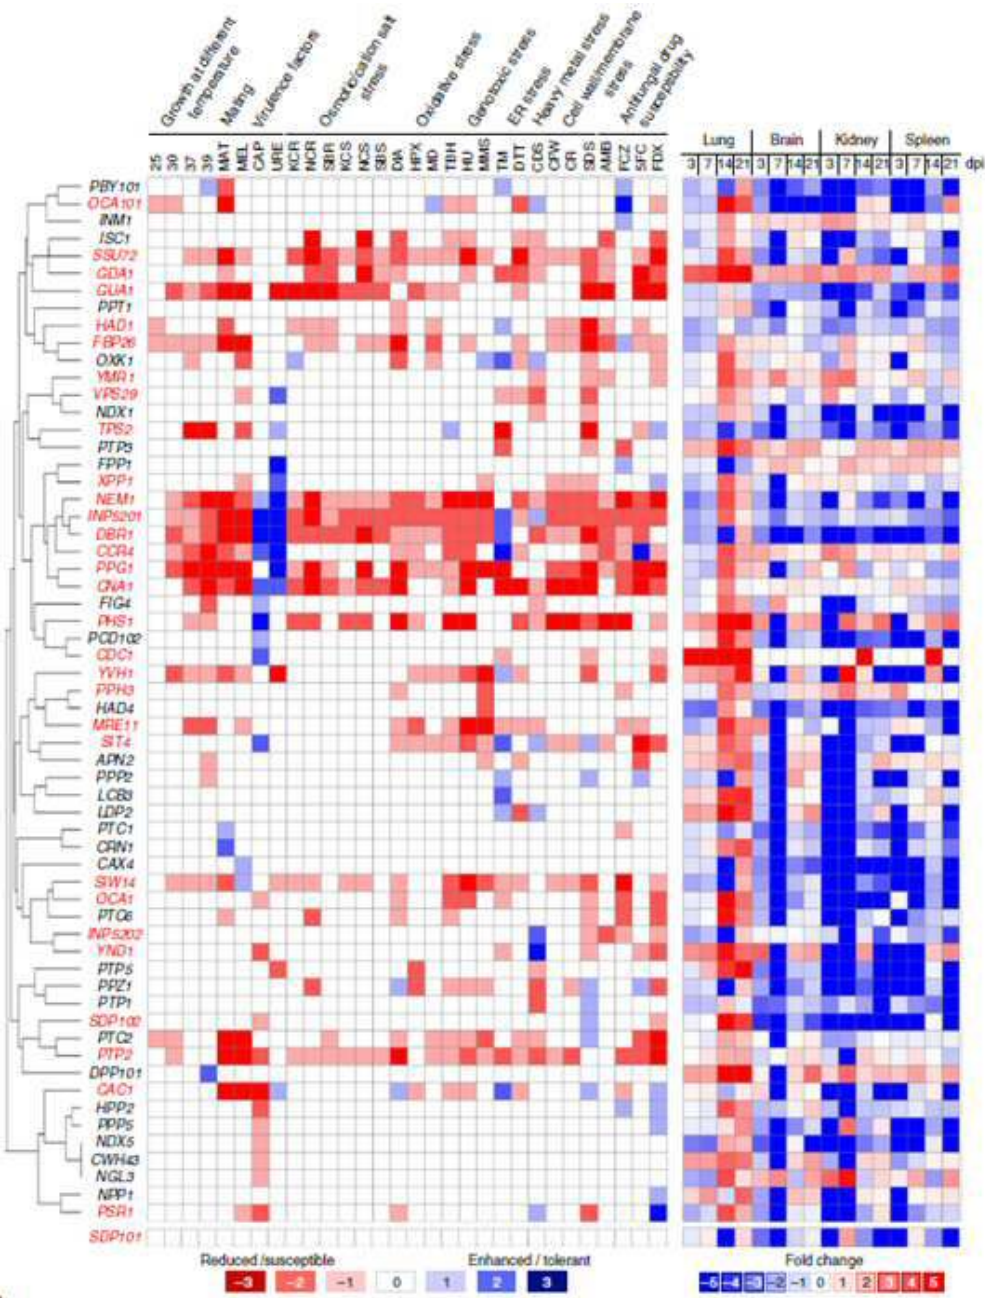 Growth at different
temperature
Mating
Virulence factors
Osmotic/cation salt
stress
Oxidative stress
Genotoxic stress
ER stress
Heavy metal stress
Cell wall/membrane
stress
Antifungal drug
susceptibility
25 30 37 39 MAT MEL CAP URE KCR NCR SBR KCS NCS SBS DIA HPX MD TBH HU MMS TM DTT CDS CFW CR SDS AMB FCZ 5FC FDX
Lung Brain Kidney Spleen
3 7 14 21 3 7 14 21 3 7 14 21 3 7 14 21 dpi
PBY101
OCA101
INM1
ISC1
SSU72
GDA1
GUA1
PPT1
HAD1
FBP26
OXK1
YMR1
VPS29
NDX1
TPS2
PTP3
FPP1
XPP1
NEM1
INP5201
DBR1
CCR4
PPG1
CNA1
FIG4
PHS1
PCD102
CDC1
YVH1
PPH3
HAD4
MRE11
SIT4
APN2
PPP2
LCB3
LDP2
PTC1
CRN1
CAX4
SIW14
OCA1
PTC6
INP5202
YND1
PTP5
PPZ1
PTP1
SDP102
PTC2
PTP2
DPP101
CAC1
HPP2
PPP5
NDX5
CWH43
NGL3
NPP1
PSR1
SDP101
Reduced /susceptible Enhanced / tolerant Fold change
-3 -2 -1 0 1 2 3 -5 -4 -3 -2 -1 0 1 2 3 4 5